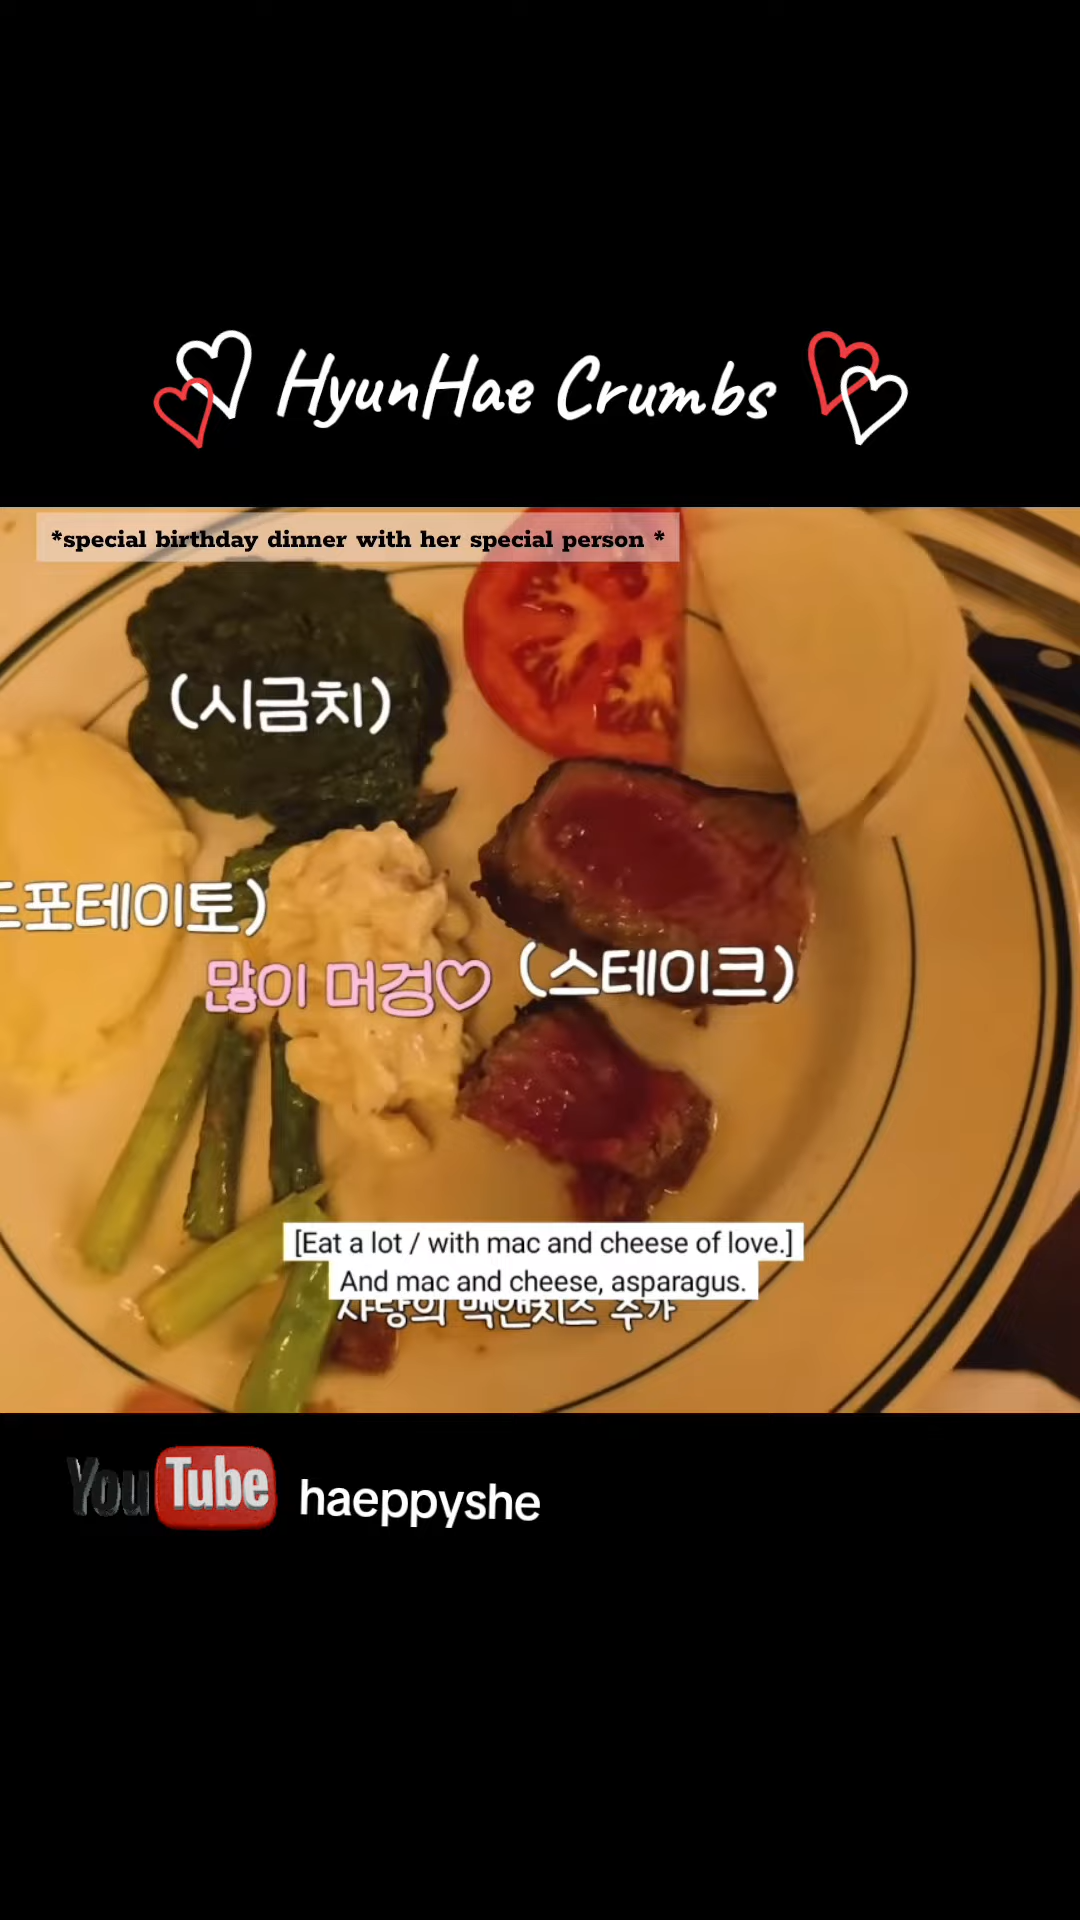 HyunHae Crumbs
*special birthday dinner with her special person *
(시금치)
드포테이토)
많이 머겅♡
(스테이크)
[Eat a lot / with mac and cheese of love.]
And mac and cheese, asparagus.
사랑의 맥앤치즈 추가
YouTube
haeppyshe